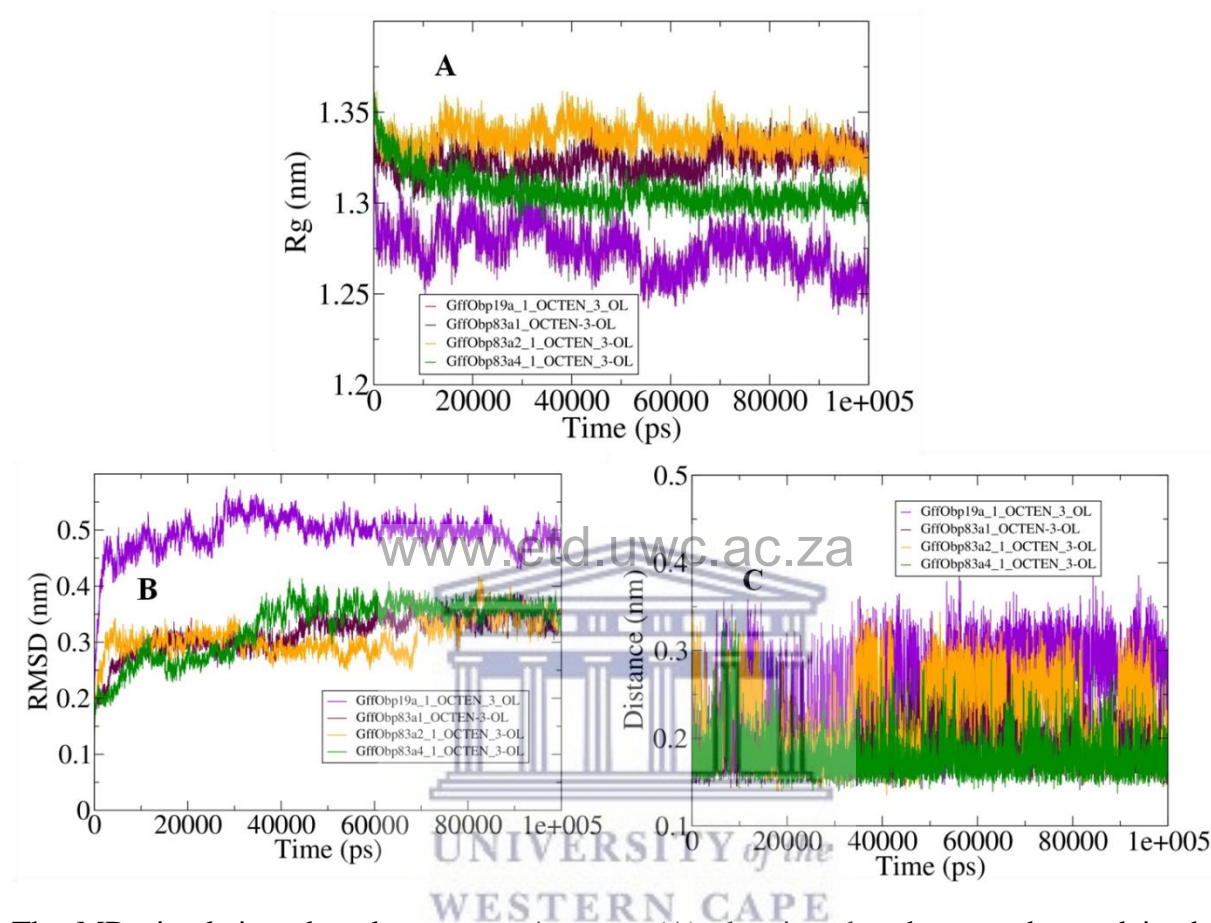 A
1.35
1.3
1.25
1.2
Rg (nm)
GffObp19a_1_OCTEN_3_OL
GffObp83a1_OCTEN-3-OL
GffObp83a2_1_OCTEN_3-OL
GffObp83a4_1_OCTEN_3-OL
0 20000 40000 60000 80000 1e+005
Time (ps)
B
0.5
0.4
0.3
0.2
0.1
0
RMSD (nm)
GffObp19a_1_OCTEN_3_OL
GffObp83a1_OCTEN-3-OL
GffObp83a2_1_OCTEN_3-OL
GffObp83a4_1_OCTEN_3-OL
0 20000 40000 60000 1e+005
Time (ps)
C
0.5
0.4
0.3
0.2
0.1
Distance (nm)
GffObp19a_1_OCTEN_3_OL
GffObp83a1_OCTEN-3-OL
GffObp83a2_1_OCTEN_3-OL
GffObp83a4_1_OCTEN_3-OL
0 20000 40000 60000 80000 1e+005
Time (ps)
www.etd.uwc.ac.za
UNIVERSITY of the
WESTERN CAPE